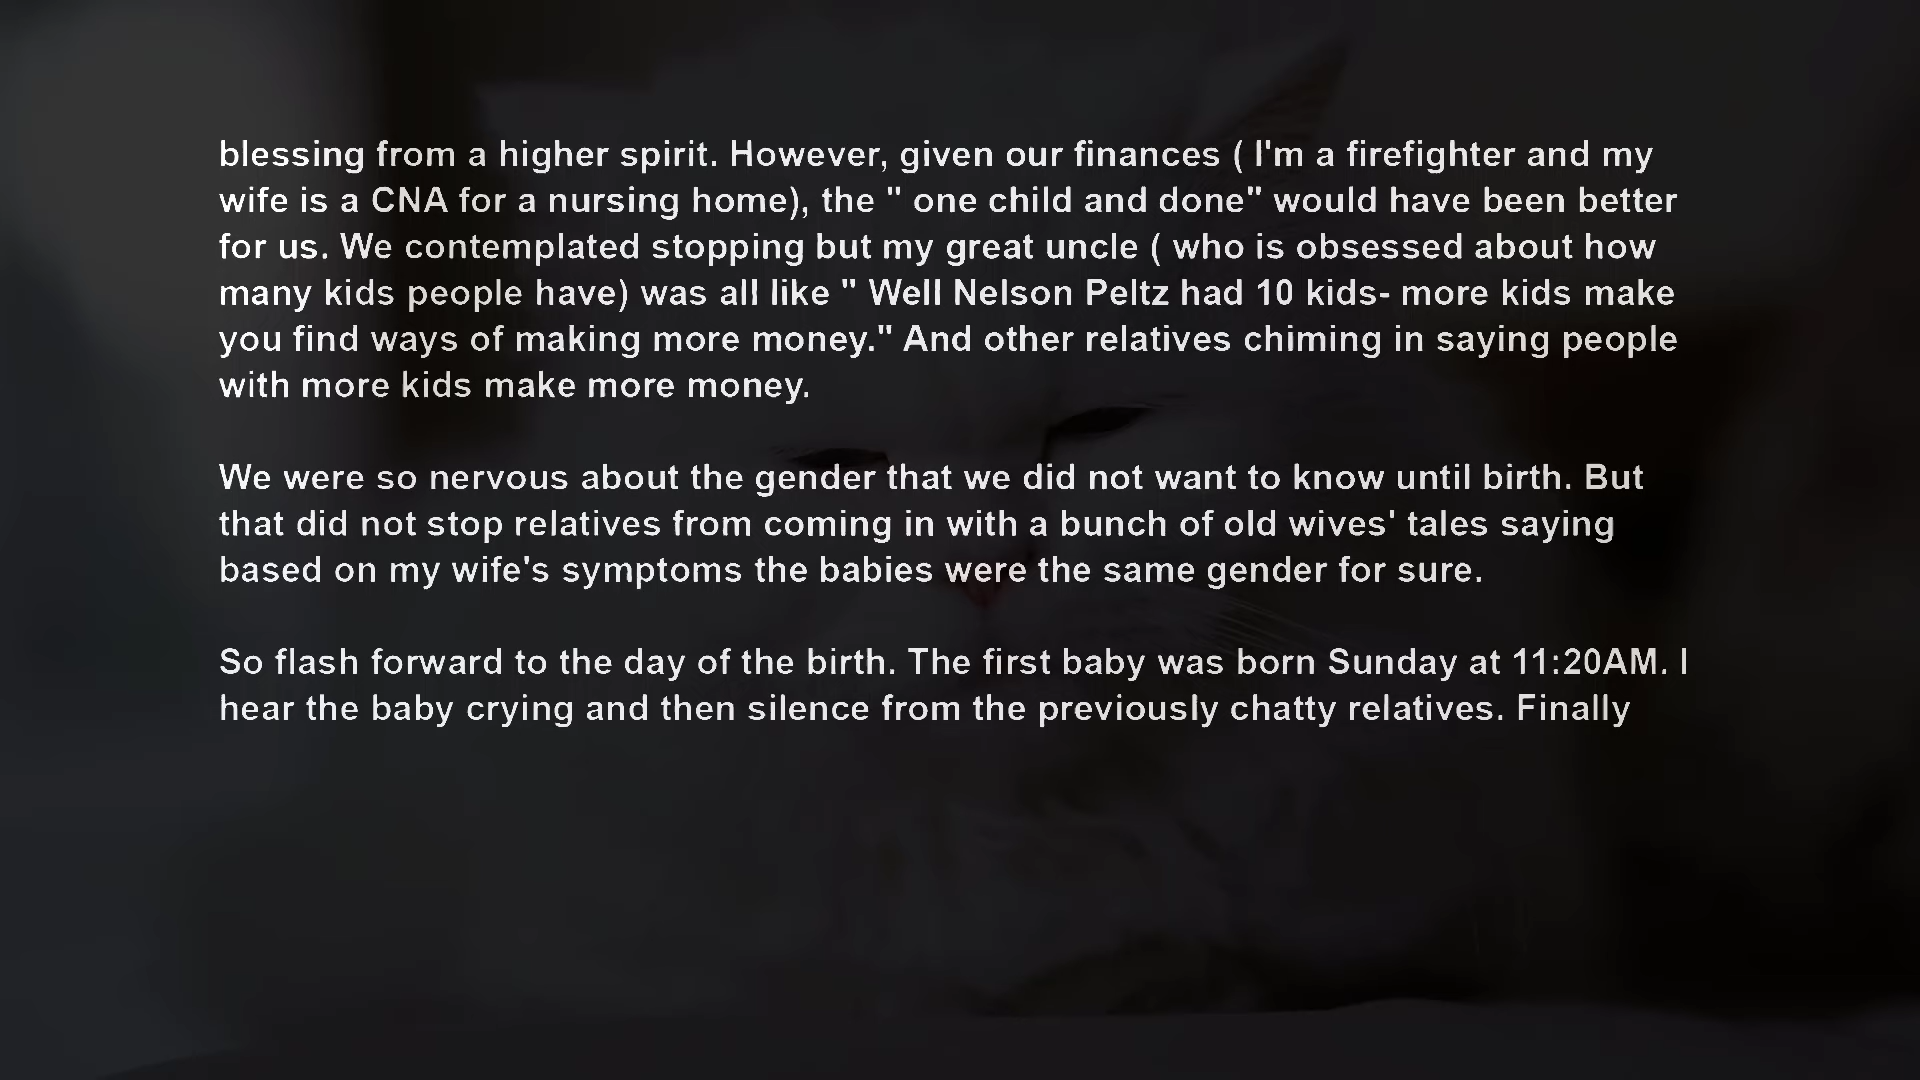 blessing from a higher spirit. However, given our finances ( I'm a firefighter and my
wife is a CNA for a nursing home), the " one child and done" would have been better
for us. We contemplated stopping but my great uncle ( who is obsessed about how
many kids people have) was all like " Well Nelson Peltz had 10 kids- more kids make
you find ways of making more money." And other relatives chiming in saying people
with more kids make more money.
We were so nervous about the gender that we did not want to know until birth. But
that did not stop relatives from coming in with a bunch of old wives' tales saying
based on my wife's symptoms the babies were the same gender for sure.
So flash forward to the day of the birth. The first baby was born Sunday at 11:20AM. I
hear the baby crying and then silence from the previously chatty relatives. Finally